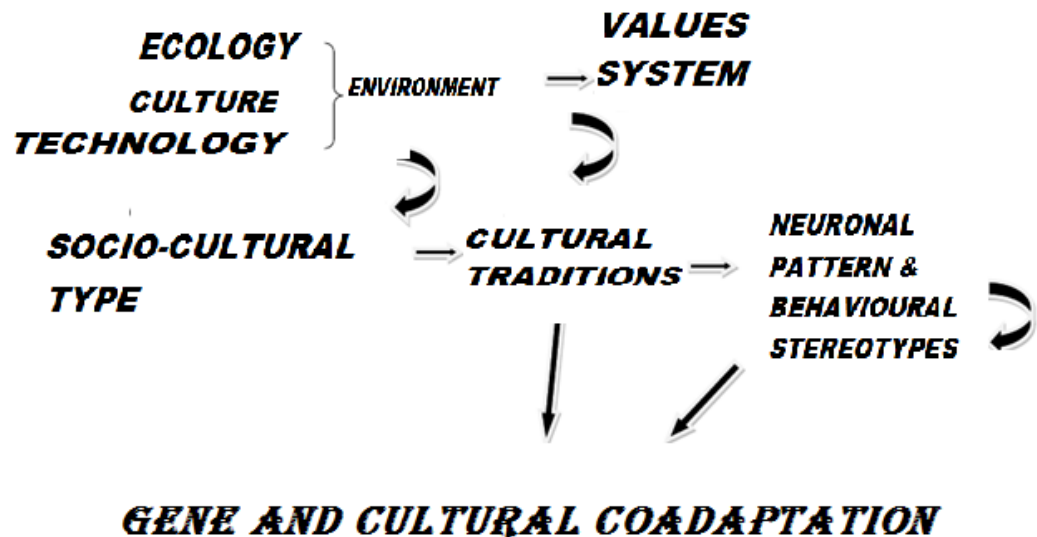 ECOLOGY
CULTURE
TECHNOLOGY
ENVIRONMENT
VALUES
SYSTEM
SOCIO-CULTURAL
TYPE
CULTURAL
TRADITIONS
NEURONAL
PATTERN &
BEHAVIOURAL
STEREOTYPES
GENE AND CULTURAL COADAPTATION